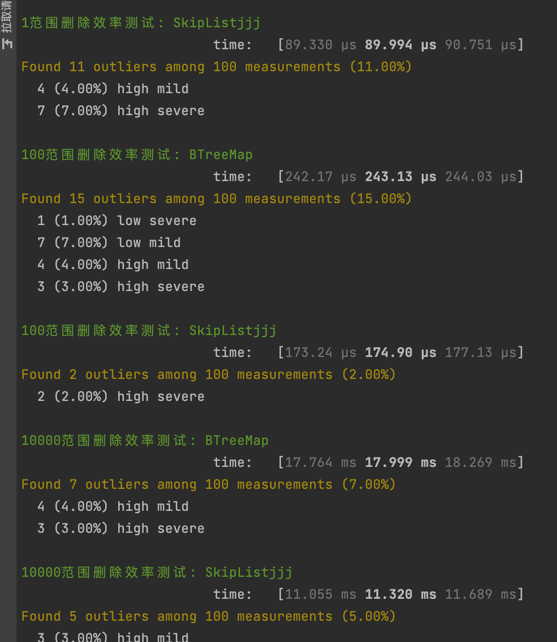 拉取请
1范围删除效率测试: SkipListjjj
time: [89.330 µs 89.994 µs 90.751 µs]
Found 11 outliers among 100 measurements (11.00%)
4 (4.00%) high mild
7 (7.00%) high severe
100范围删除效率测试: BTreeMap
time: [242.17 µs 243.13 µs 244.03 µs]
Found 15 outliers among 100 measurements (15.00%)
1 (1.00%) low severe
7 (7.00%) low mild
4 (4.00%) high mild
3 (3.00%) high severe
100范围删除效率测试: SkipListjjj
time: [173.24 µs 174.90 µs 177.13 µs]
Found 2 outliers among 100 measurements (2.00%)
2 (2.00%) high severe
10000范围删除效率测试: BTreeMap
time: [17.764 ms 17.999 ms 18.269 ms]
Found 7 outliers among 100 measurements (7.00%)
4 (4.00%) high mild
3 (3.00%) high severe
10000范围删除效率测试: SkipListjjj
time: [11.055 ms 11.320 ms 11.689 ms]
Found 5 outliers among 100 measurements (5.00%)
3 (3.00%) high mild